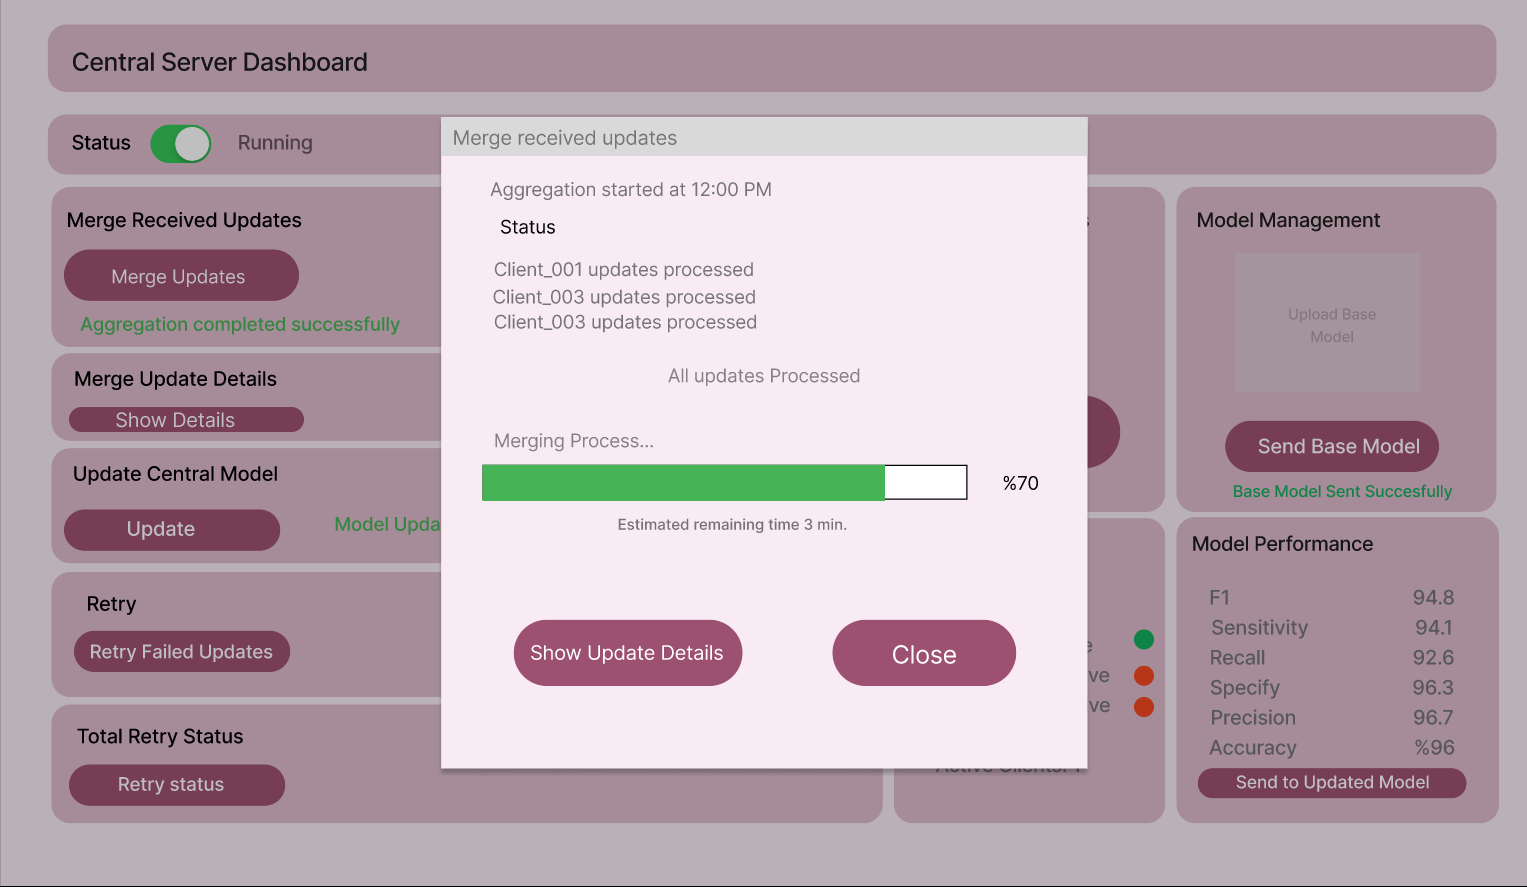 Central Server Dashboard
Status
Running
Merge received updates
Aggregation started at 12:00 PM
Status
Client_001 updates processed
Client_003 updates processed
Client_003 updates processed
All updates Processed
Merging Process...
%70
Estimated remaining time 3 min.
Show Update Details
Close
Merge Received Updates
Merge Updates
Aggregation completed successfully
Merge Update Details
Show Details
Update Central Model
Update
Model Upda
Retry
Retry Failed Updates
Total Retry Status
Retry status
Model Management
Upload Base
Model
Send Base Model
Base Model Sent Succesfully
Model Performance
F1 94.8
Sensitivity 94.1
Recall 92.6
Specify 96.3
Precision 96.7
Accuracy %96
Send to Updated Model